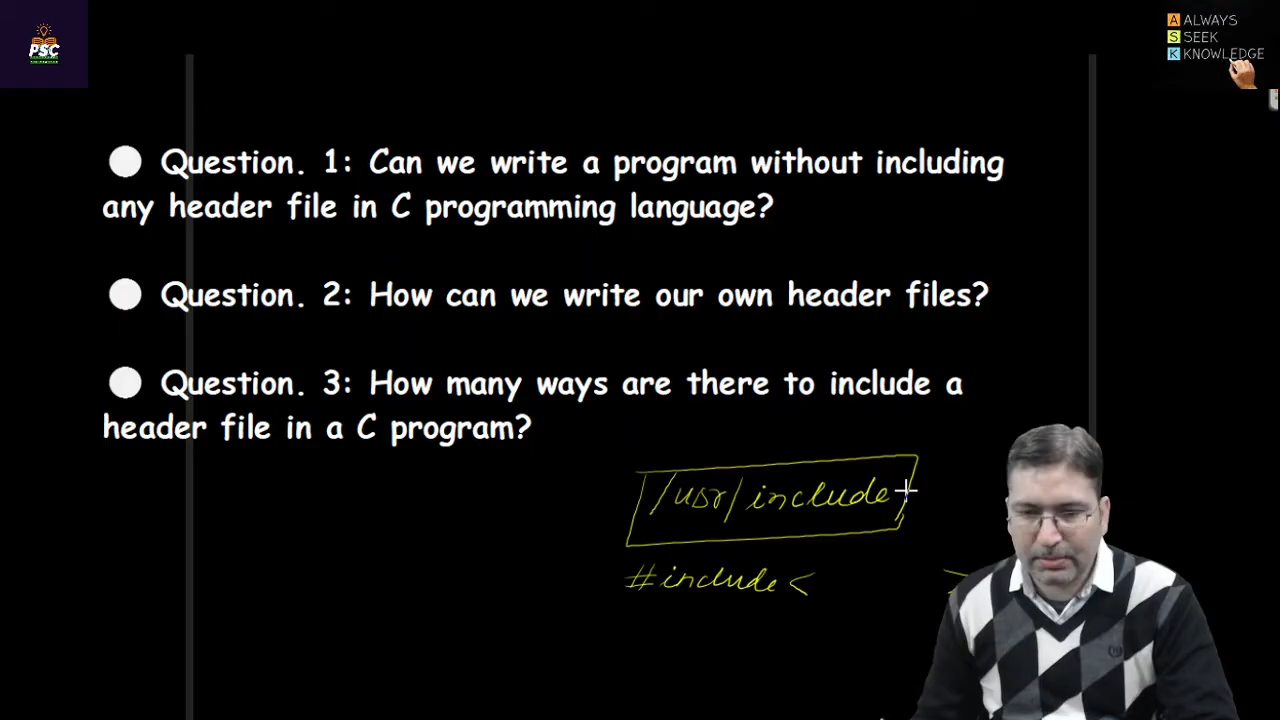 PSC
A ALWAYS
S SEEK
K KNOWLEDGE
Question. 1: Can we write a program without including
any header file in C programming language?
Question. 2: How can we write our own header files?
Question. 3: How many ways are there to include a
header file in a C program?
/usr/include
#include < >